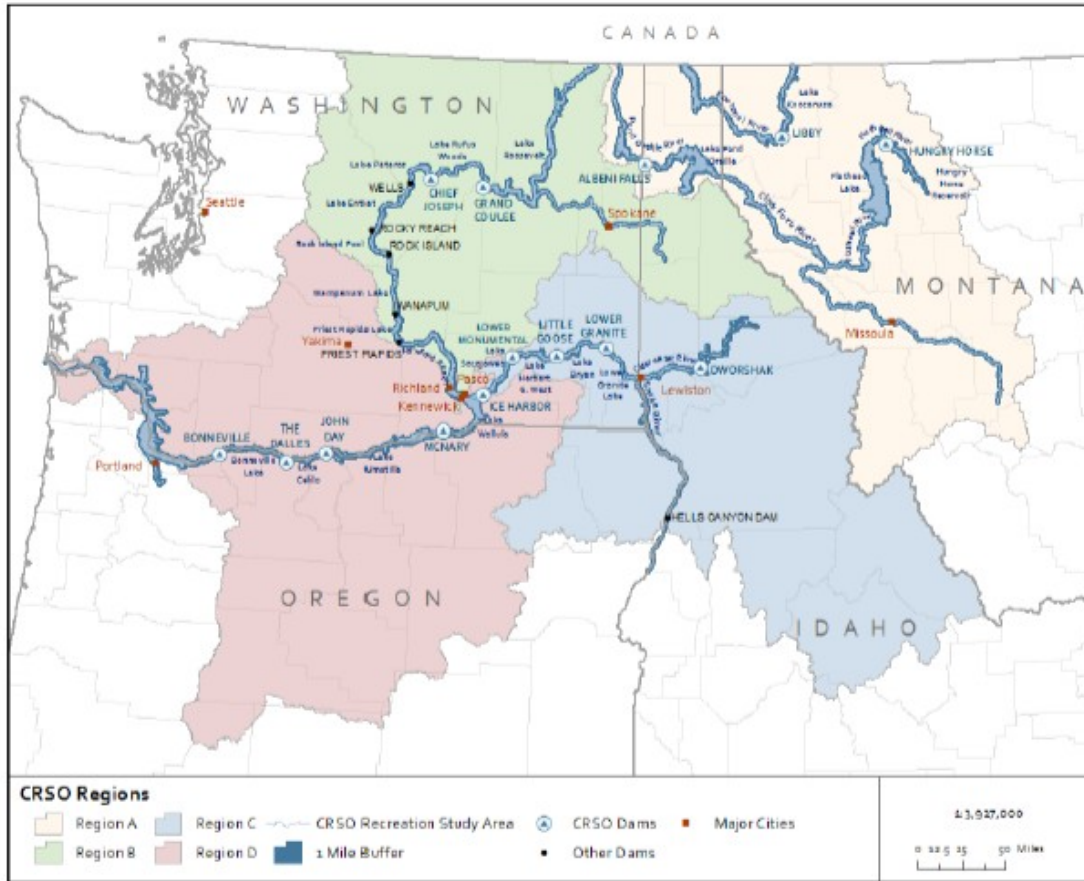 CANADA
WASHINGTON
Lake Rufus
Woods
Lake
Roosevelt
Lake Pateros
WELLS
CHIEF
JOSEPH
GRAND
COULEE
Lake Entiat
ROCKY REACH
Rock Island Pool
ROCK ISLAND
Seattle
Spokane
ALBENI FALLS
Lake Pend
Oreille
LIBBY
Lake
Koocanusa
HUNGRY HORSE
Hungry
Horse
Reservoir
Flathead
Lake
Clark Fork River
MONTANA
Missoula
Wanapum Lake
WANAPUM
Priest Rapids Lake
PRIEST RAPIDS
Yakima
LOWER
MONUMENTAL
LITTLE
GOOSE
LOWER
GRANITE
Lake
Bryan
Lower
Granite
Lake
Clearwater River
DWORSHAK
Lewiston
Snake River
Richland
Pasco
Kennewick
ICE HARBOR
Lake
Wallula
MCNARY
BONNEVILLE
THE
DALLES
JOHN
DAY
Bonneville
Lake
Lake
Celilo
Lake
Umatilla
Portland
HELLS CANYON DAM
OREGON
IDAHO
CRSO Regions
Region A
Region C
CRSO Recreation Study Area
CRSO Dams
Major Cities
Region B
Region D
1 Mile Buffer
Other Dams
1:3,927,000
0 12.5 25 50 Miles